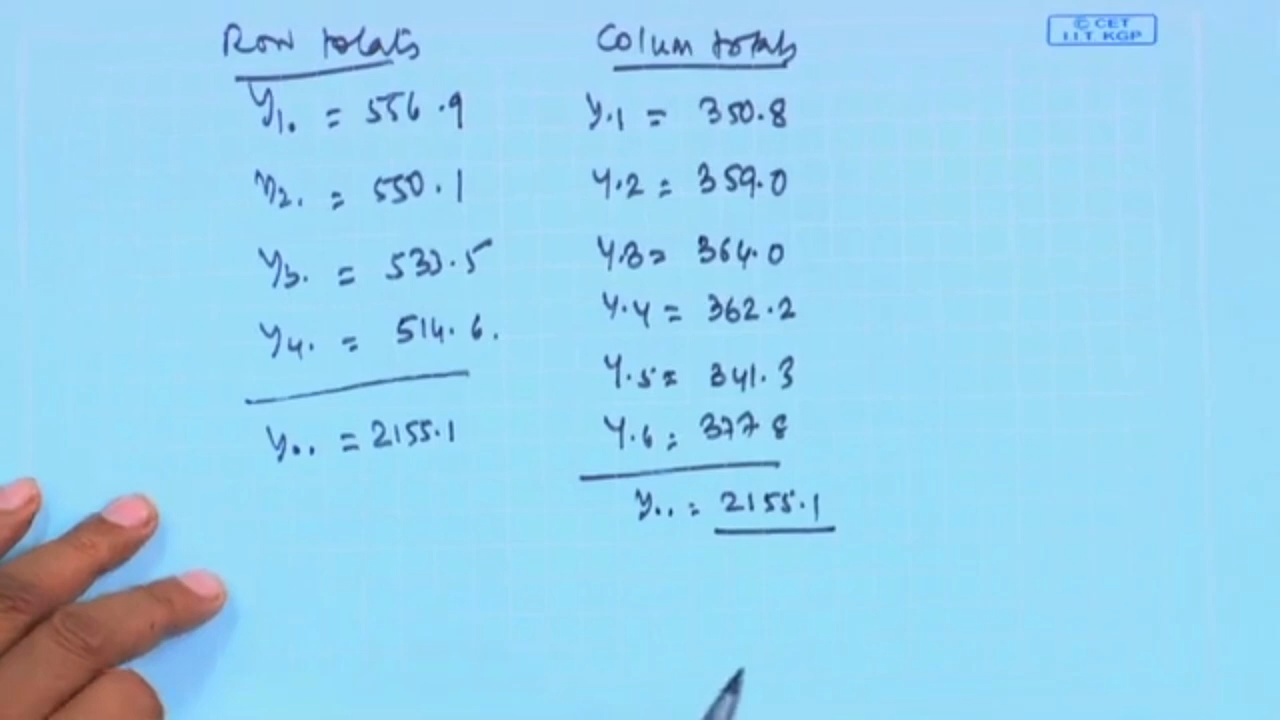 Row totals
y1. = 556.9
y2. = 550.1
y3. = 533.5
y4. = 514.6.
y.. = 2155.1
Colum totals
y.1 = 350.8
y.2 = 359.0
y.3 = 364.0
y.4 = 362.2
y.5 = 341.3
y.6 = 377 8
y.. = 2155.1
© CET
I.I.T. KGP